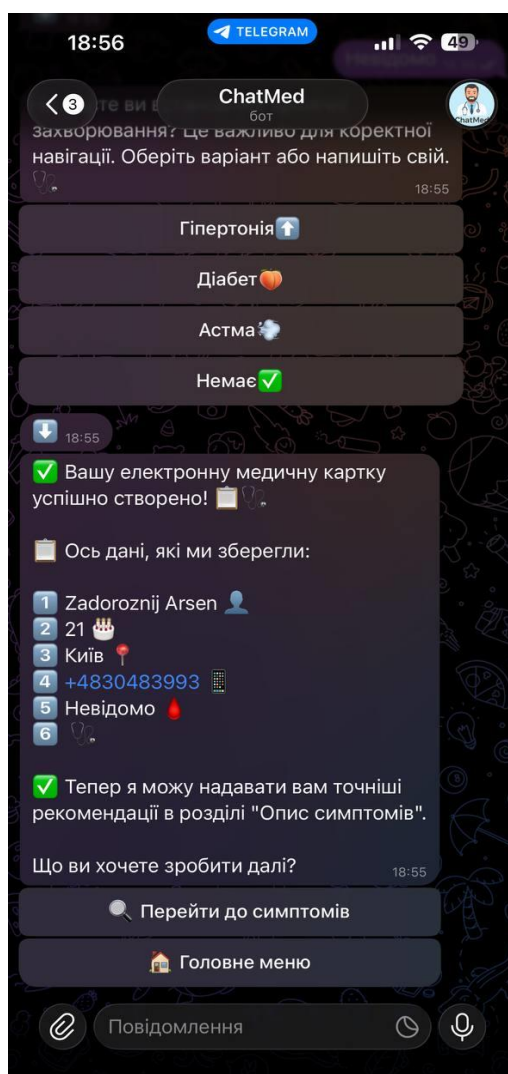 18:56
TELEGRAM
49
3
ChatMed
бот
ChatMed
захворювання? Це важливо для коректної
навігації. Оберіть варіант або напишіть свій.
🩺
18:55
Гіпертонія⬆️
Діабет🍑
Астма💨
Немає✅
⬇️ 18:55
✅ Вашу електронну медичну картку
успішно створено! 📋🩺
📋 Ось дані, які ми зберегли:
1️⃣ Zadoroznij Arsen 👤
2️⃣ 21 🎂
3️⃣ Київ 📍
4️⃣ +4830483993 📱
5️⃣ Невідомо 🩸
6️⃣ 🩺
✅ Тепер я можу надавати вам точніші
рекомендації в розділі "Опис симптомів".
Що ви хочете зробити далі?
18:55
🔍 Перейти до симптомів
🏠 Головне меню
Повідомлення